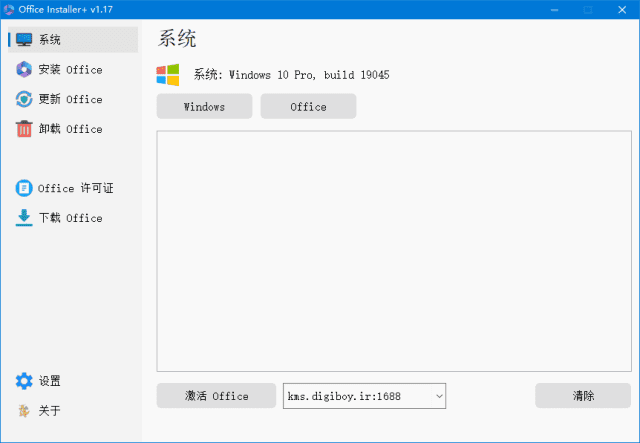 Office Installer+ v1.17
系统
安装 Office
更新 Office
卸载 Office
Office 许可证
下载 Office
设置
关于
系统
系统: Windows 10 Pro, build 19045
Windows
Office
激活 Office
kms.digiboy.ir:1688
清除